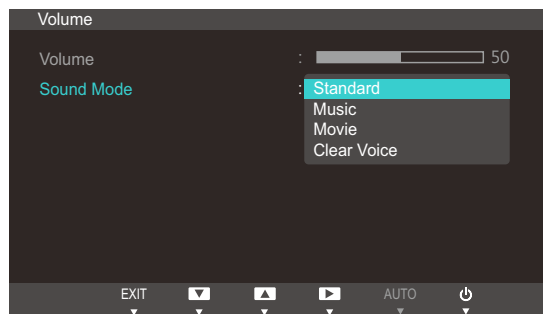 Volume
Volume : 50
Sound Mode : Standard
Music
Movie
Clear Voice
EXIT AUTO